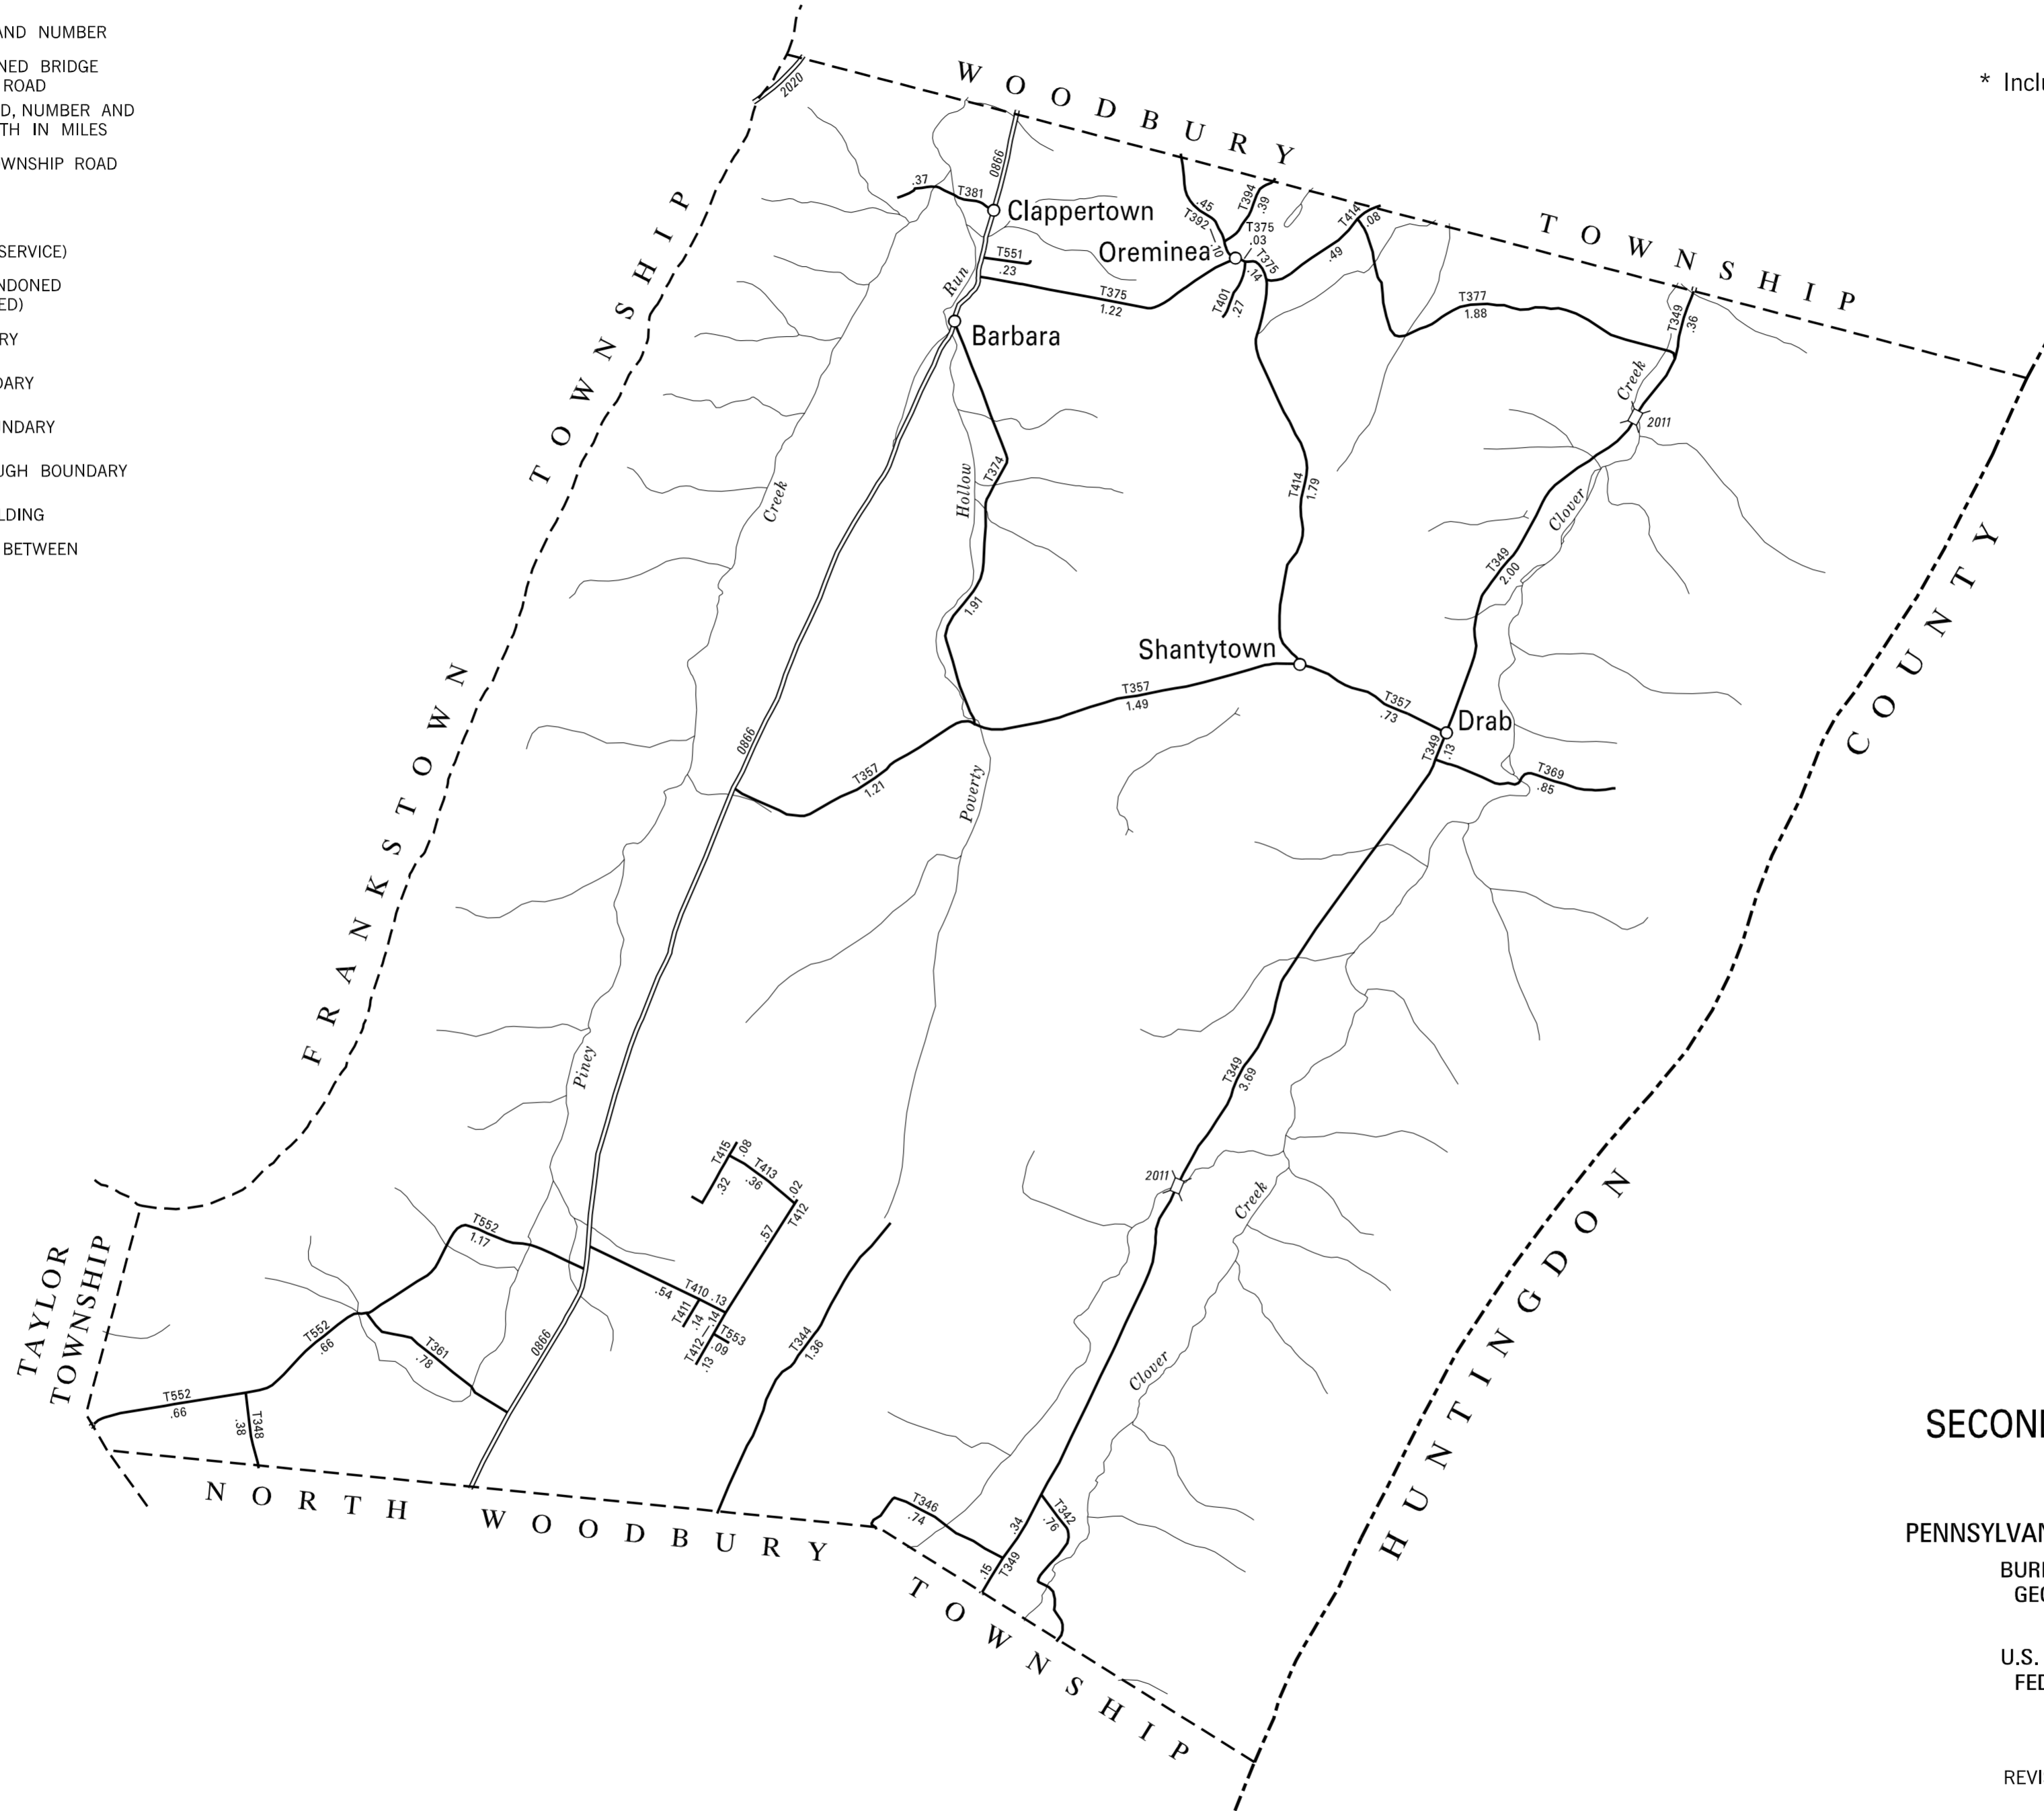 AND NUMBER
NED BRIDGE
ROAD
D, NUMBER AND
TH IN MILES
WNSHIP ROAD
SERVICE)
NDONED
ED)
RY
DARY
NDARY
UGH BOUNDARY
LDING
BETWEEN
* Inclu
WOODBURY TOWNSHIP
2020
0866
.37
T381
Clappertown
T551
.23
Run
Barbara
T375
1.22
Oreminea
.45
T392
.10
T394
.39
T375
.03
T375
.14
T401
.27
T414
.08
.49
T377
1.88
T349
.36
Creek
2011
Clover
T349
2.00
T414
1.79
T374
Hollow
1.91
Creek
FRANKSTOWN TOWNSHIP
COUNTY
Shantytown
T357
1.49
T357
.73
Drab
T349
.13
T369
.85
0866
T357
1.21
Poverty
Piney
T349
3.69
2011
Creek
Clover
T415
.08
.32
T413
.36
.02
T412
.57
T410 .13
.54
T411
.14
T412
.14
T553
.09
.13
T552
1.17
T552
.66
T361
.78
0866
T552
.66
T348
.38
T344
1.36
TAYLOR
TOWNSHIP
NORTH WOODBURY TOWNSHIP
T346
.74
.34
T342
.76
.15
T349
HUNTINGDON
SECON
PENNSYLVAN
BUR
GEO
U.S.
FED
REVI